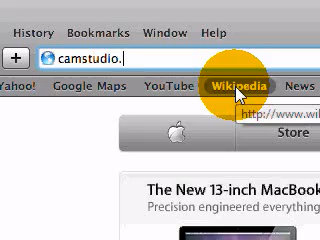 History Bookmarks Window Help
+ camstudio.
Yahoo! Google Maps YouTube Wikipedia News
http://www.wi
Store
The New 13-inch MacBook
Precision engineered everything